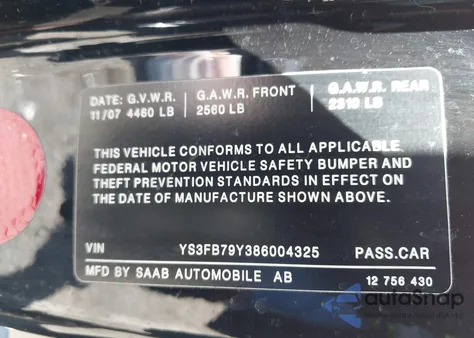 DATE: G.V.W.R. G.A.W.R. FRONT G.A.W.R. REAR
11/07 4460 LB 2560 LB 2310 LB
THIS VEHICLE CONFORMS TO ALL APPLICABLE
FEDERAL MOTOR VEHICLE SAFETY BUMPER AND
THEFT PREVENTION STANDARDS IN EFFECT ON
THE DATE OF MANUFACTURE SHOWN ABOVE.
VIN YS3FB79Y386004325 PASS.CAR
MFD BY SAAB AUTOMOBILE AB 12 756 430
autoSnap